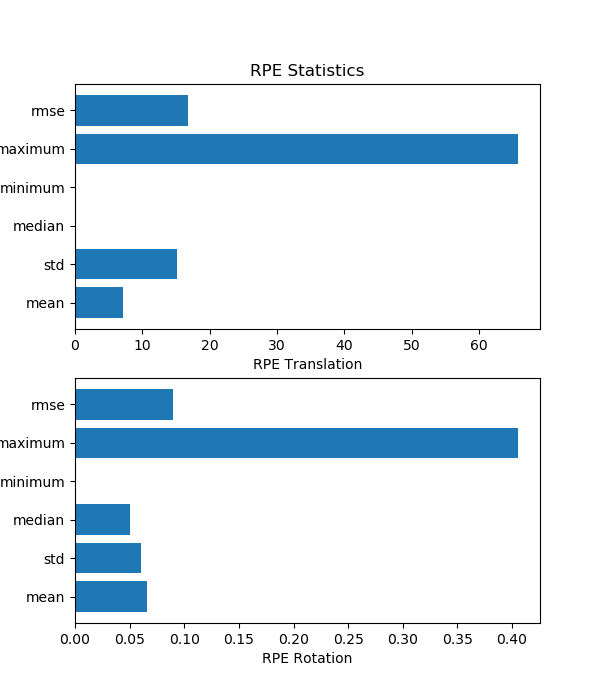 RPE Statistics
rmse
maximum
minimum
median
std
mean
0 10 20 30 40 50 60
RPE Translation
rmse
maximum
minimum
median
std
mean
0.00 0.05 0.10 0.15 0.20 0.25 0.30 0.35 0.40
RPE Rotation